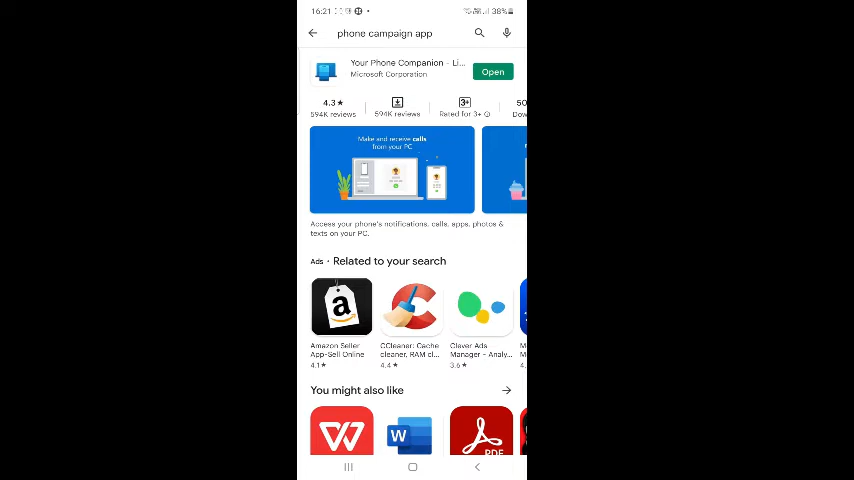 16:21 38%
phone campaign app
Your Phone Companion - Li...
Microsoft Corporation
Open
4.3★
594K reviews
594K reviews
3+
Rated for 3+
50
Dow
Make and receive calls
from your PC
Access your phone's notifications, calls, apps, photos &
texts on your PC.
Ads · Related to your search
Amazon Seller
App-Sell Online
4.1★
CCleaner: Cache
cleaner, RAM cl...
4.4★
Clever Ads
Manager - Analy...
3.6★
M
M
4.
You might also like
W
PDF